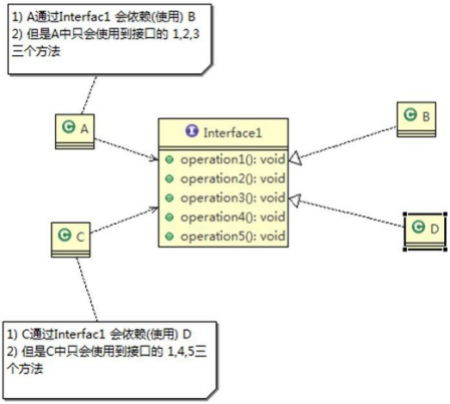 1) A通过Interfac1 会依赖(使用) B
2) 但是A中只会使用到接口的 1,2,3
三个方法
A
Interface1
B
operation1(): void
operation2(): void
operation3(): void
operation4(): void
operation5(): void
C
D
1) C通过Interfac1 会依赖(使用) D
2) 但是C中只会使用到接口的 1,4,5三
个方法